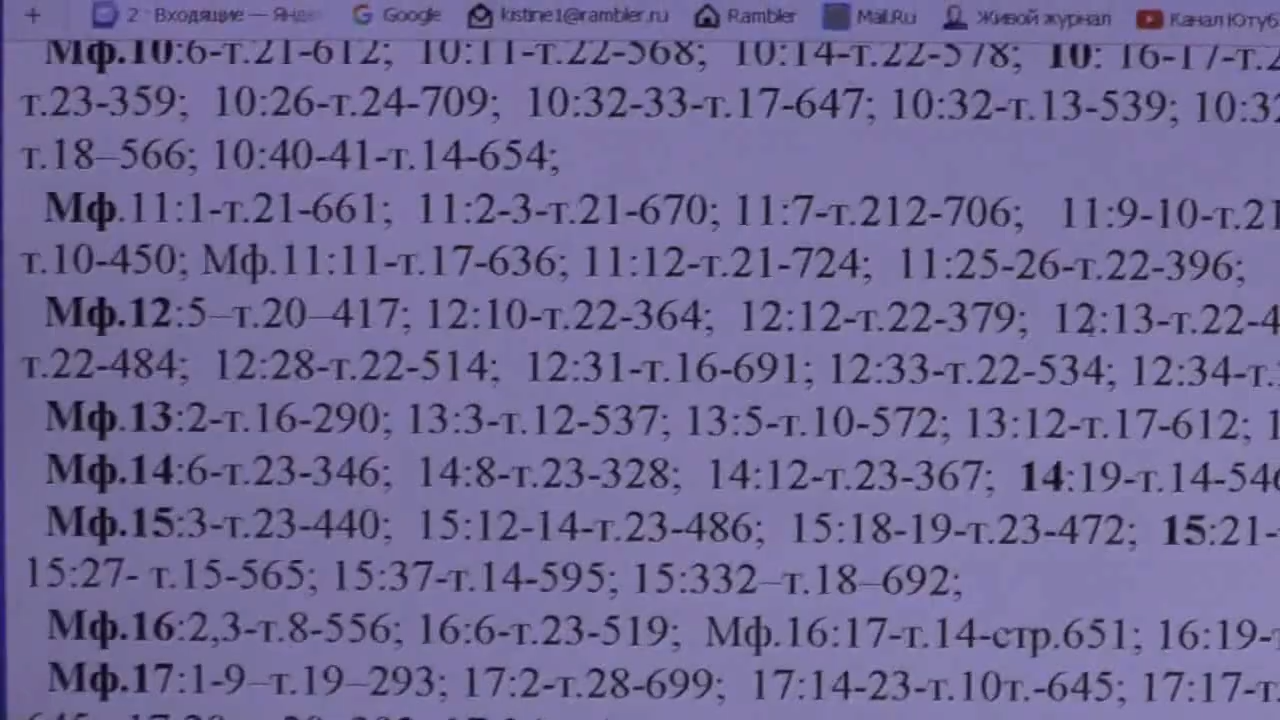 + 2 · Входящие — Янде Google kistine1@rambler.ru Rambler Mail.Ru Живой журнал Канал Ютуб
Мф.10:6-т.21-612; 10:11-т.22-568; 10:14-т.22-578; 10: 16-17-т.2
т.23-359; 10:26-т.24-709; 10:32-33-т.17-647; 10:32-т.13-539; 10:32
т.18–566; 10:40-41-т.14-654;
Мф.11:1-т.21-661; 11:2-3-т.21-670; 11:7-т.212-706; 11:9-10-т.21
т.10-450; Мф.11:11-т.17-636; 11:12-т.21-724; 11:25-26-т.22-396;
Мф.12:5–т.20–417; 12:10-т.22-364; 12:12-т.22-379; 12:13-т.22-4
т.22-484; 12:28-т.22-514; 12:31-т.16-691; 12:33-т.22-534; 12:34-т.
Мф.13:2-т.16-290; 13:3-т.12-537; 13:5-т.10-572; 13:12-т.17-612; 1
Мф.14:6-т.23-346; 14:8-т.23-328; 14:12-т.23-367; 14:19-т.14-546
Мф.15:3-т.23-440; 15:12-14-т.23-486; 15:18-19-т.23-472; 15:21-
15:27- т.15-565; 15:37-т.14-595; 15:332–т.18–692;
Мф.16:2,3-т.8-556; 16:6-т.23-519; Мф.16:17-т.14-стр.651; 16:19-
Мф.17:1-9–т.19–293; 17:2-т.28-699; 17:14-23-т.10т.-645; 17:17-т.